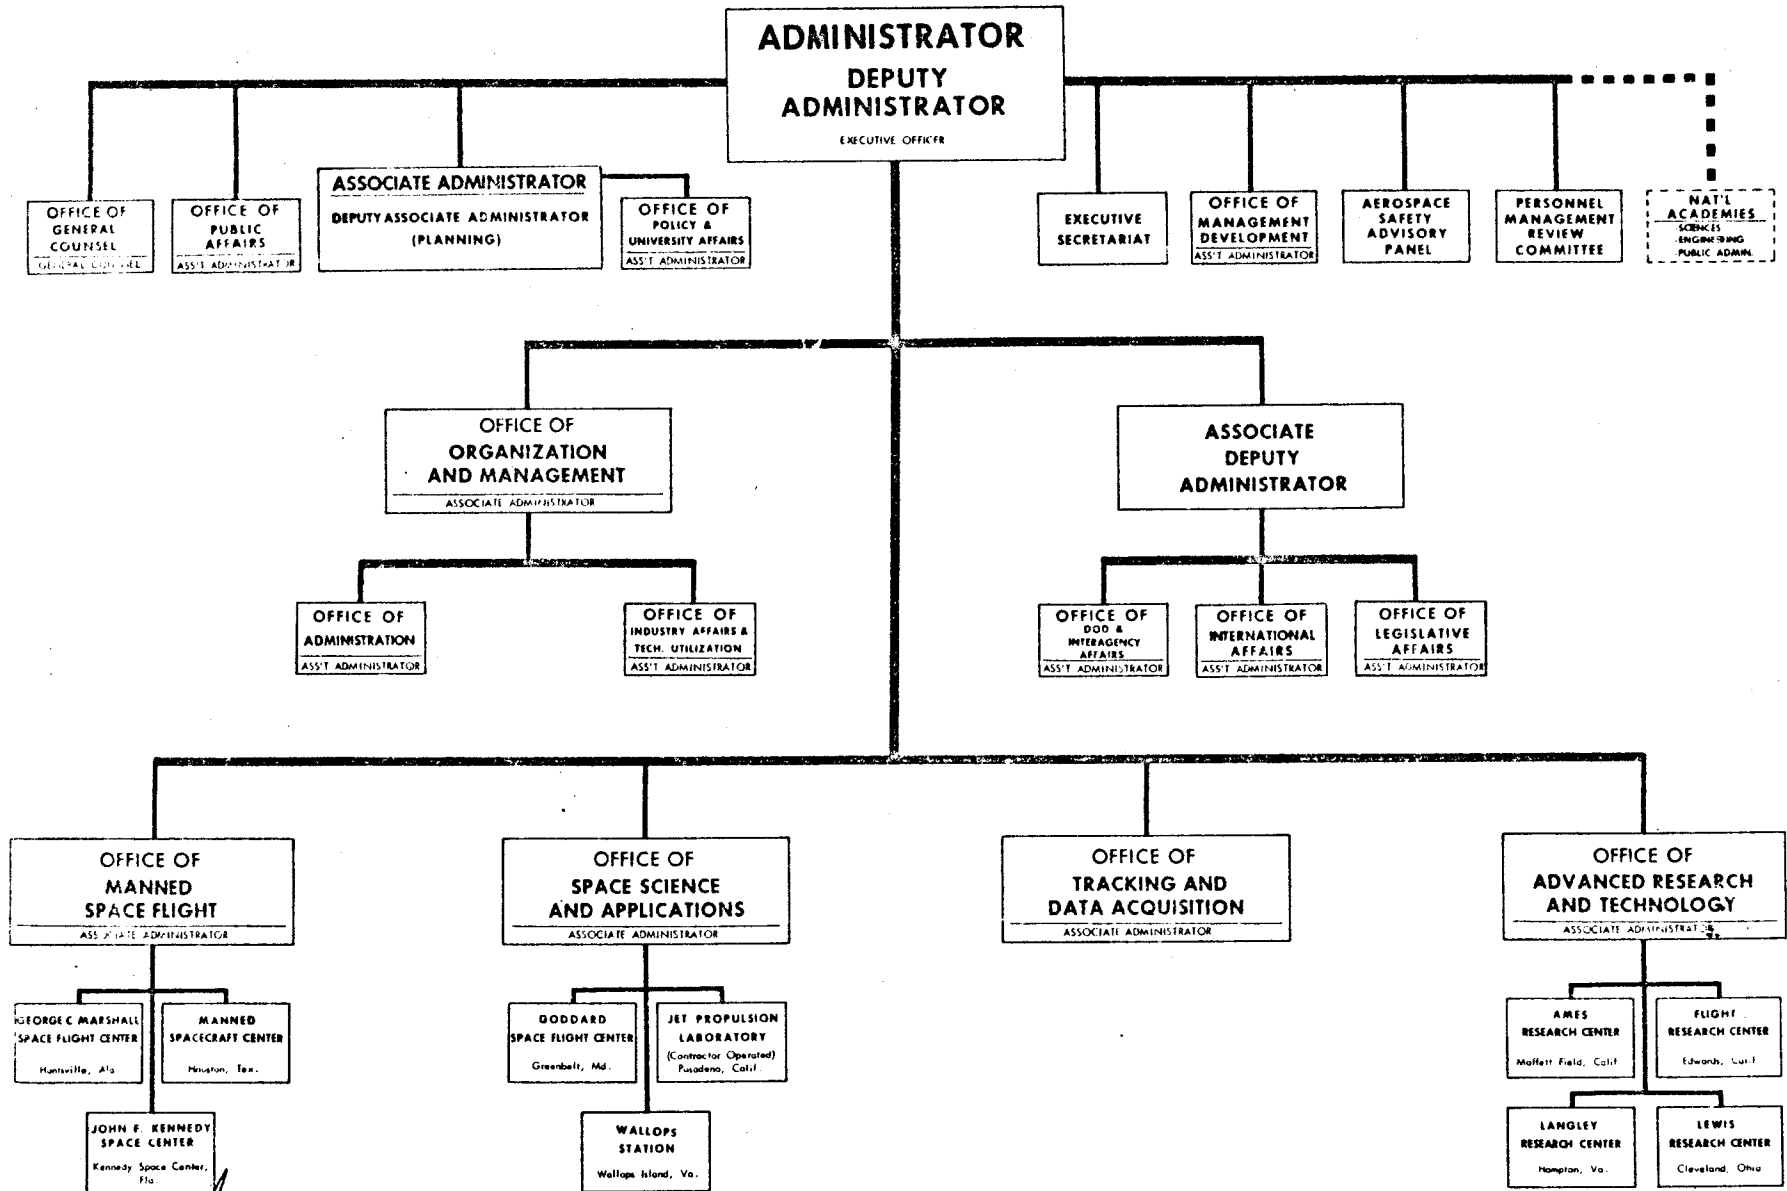 ADMINISTRATOR
DEPUTY
ADMINISTRATOR
EXECUTIVE OFFICER
OFFICE OF
GENERAL
COUNSEL
GENERAL COUNSEL
OFFICE OF
PUBLIC
AFFAIRS
ASS'T ADMINISTRATOR
ASSOCIATE ADMINISTRATOR
DEPUTY ASSOCIATE ADMINISTRATOR
(PLANNING)
OFFICE OF
POLICY &
UNIVERSITY AFFAIRS
ASS'T ADMINISTRATOR
EXECUTIVE
SECRETARIAT
OFFICE OF
MANAGEMENT
DEVELOPMENT
ASS'T ADMINISTRATOR
AEROSPACE
SAFETY
ADVISORY
PANEL
PERSONNEL
MANAGEMENT
REVIEW
COMMITTEE
NAT'L
ACADEMIES
-SCIENCES
-ENGINEERING
-PUBLIC ADMIN.
OFFICE OF
ORGANIZATION
AND MANAGEMENT
ASSOCIATE ADMINISTRATOR
ASSOCIATE
DEPUTY
ADMINISTRATOR
OFFICE OF
ADMINISTRATION
ASS'T ADMINISTRATOR
OFFICE OF
INDUSTRY AFFAIRS &
TECH. UTILIZATION
ASS'T ADMINISTRATOR
OFFICE OF
DOD &
INTERAGENCY
AFFAIRS
ASS'T ADMINISTRATOR
OFFICE OF
INTERNATIONAL
AFFAIRS
ASS'T ADMINISTRATOR
OFFICE OF
LEGISLATIVE
AFFAIRS
ASS'T ADMINISTRATOR
OFFICE OF
MANNED
SPACE FLIGHT
ASSOCIATE ADMINISTRATOR
OFFICE OF
SPACE SCIENCE
AND APPLICATIONS
ASSOCIATE ADMINISTRATOR
OFFICE OF
TRACKING AND
DATA ACQUISITION
ASSOCIATE ADMINISTRATOR
OFFICE OF
ADVANCED RESEARCH
AND TECHNOLOGY
ASSOCIATE ADMINISTRATOR
GEORGE C MARSHALL
SPACE FLIGHT CENTER
Huntsville, Ala
MANNED
SPACECRAFT CENTER
Houston, Tex.
JOHN F. KENNEDY
SPACE CENTER
Kennedy Space Center,
Fla.
GODDARD
SPACE FLIGHT CENTER
Greenbelt, Md.
JET PROPULSION
LABORATORY
(Contractor Operated)
Pasadena, Calif.
WALLOPS
STATION
Wallops Island, Va.
AMES
RESEARCH CENTER
Moffett Field, Calif
FLIGHT
RESEARCH CENTER
Edwards, Calif
LANGLEY
RESEARCH CENTER
Hampton, Va.
LEWIS
RESEARCH CENTER
Cleveland, Ohio